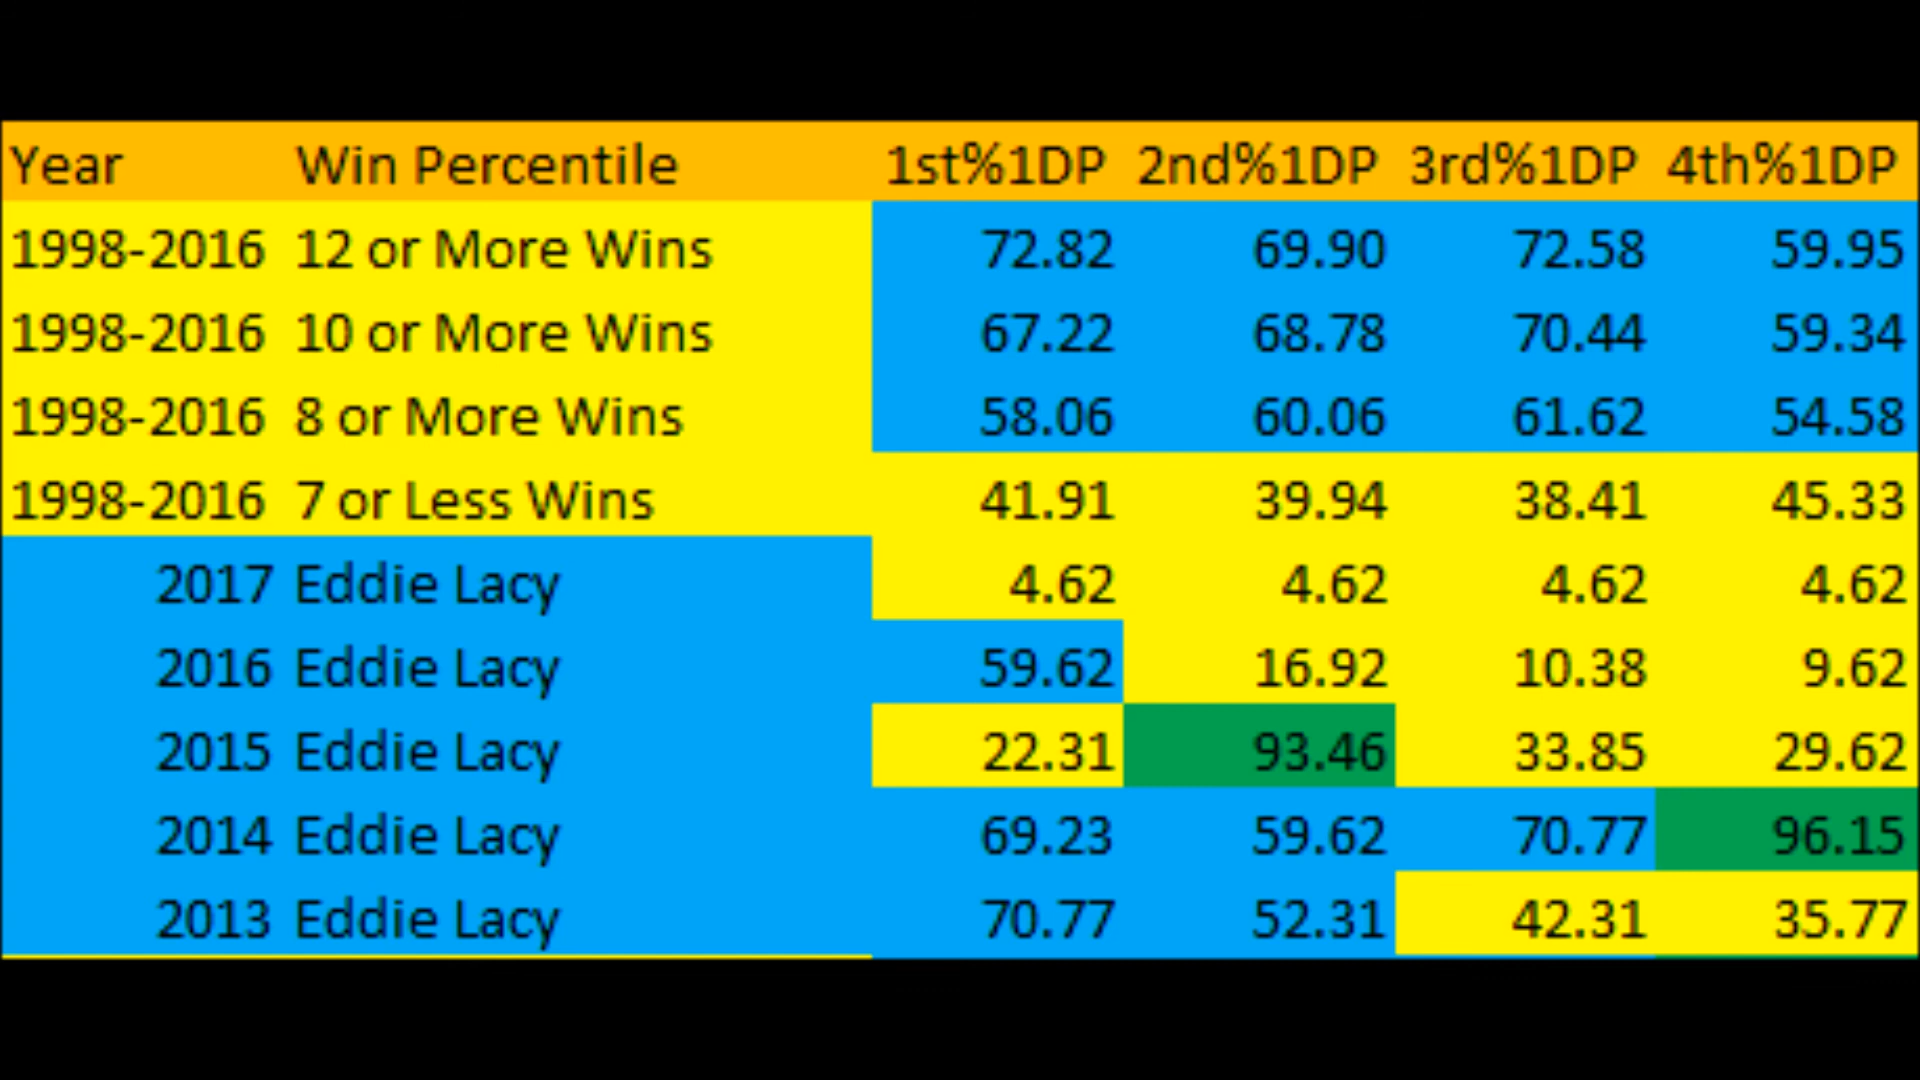 Year Win Percentile 1st%1DP 2nd%1DP 3rd%1DP 4th%1DP
1998-2016 12 or More Wins 72.82 69.90 72.58 59.95
1998-2016 10 or More Wins 67.22 68.78 70.44 59.34
1998-2016 8 or More Wins 58.06 60.06 61.62 54.58
1998-2016 7 or Less Wins 41.91 39.94 38.41 45.33
2017 Eddie Lacy 4.62 4.62 4.62 4.62
2016 Eddie Lacy 59.62 16.92 10.38 9.62
2015 Eddie Lacy 22.31 93.46 33.85 29.62
2014 Eddie Lacy 69.23 59.62 70.77 96.15
2013 Eddie Lacy 70.77 52.31 42.31 35.77